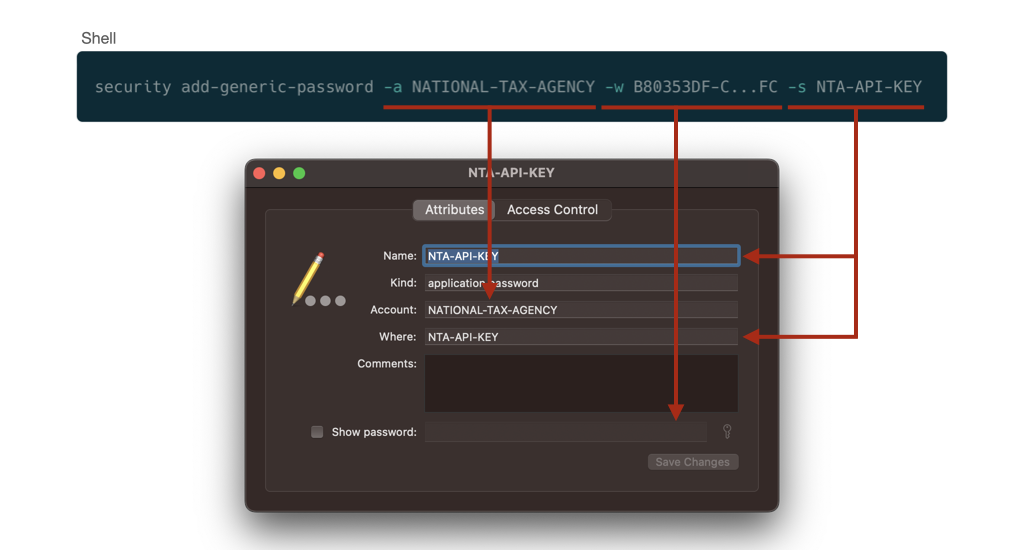 Shell
security add-generic-password -a NATIONAL-TAX-AGENCY -w B80353DF-C...FC -s NTA-API-KEY
NTA-API-KEY
Attributes Access Control
Name: NTA-API-KEY
Kind: application password
Account: NATIONAL-TAX-AGENCY
Where: NTA-API-KEY
Comments:
Show password:
Save Changes